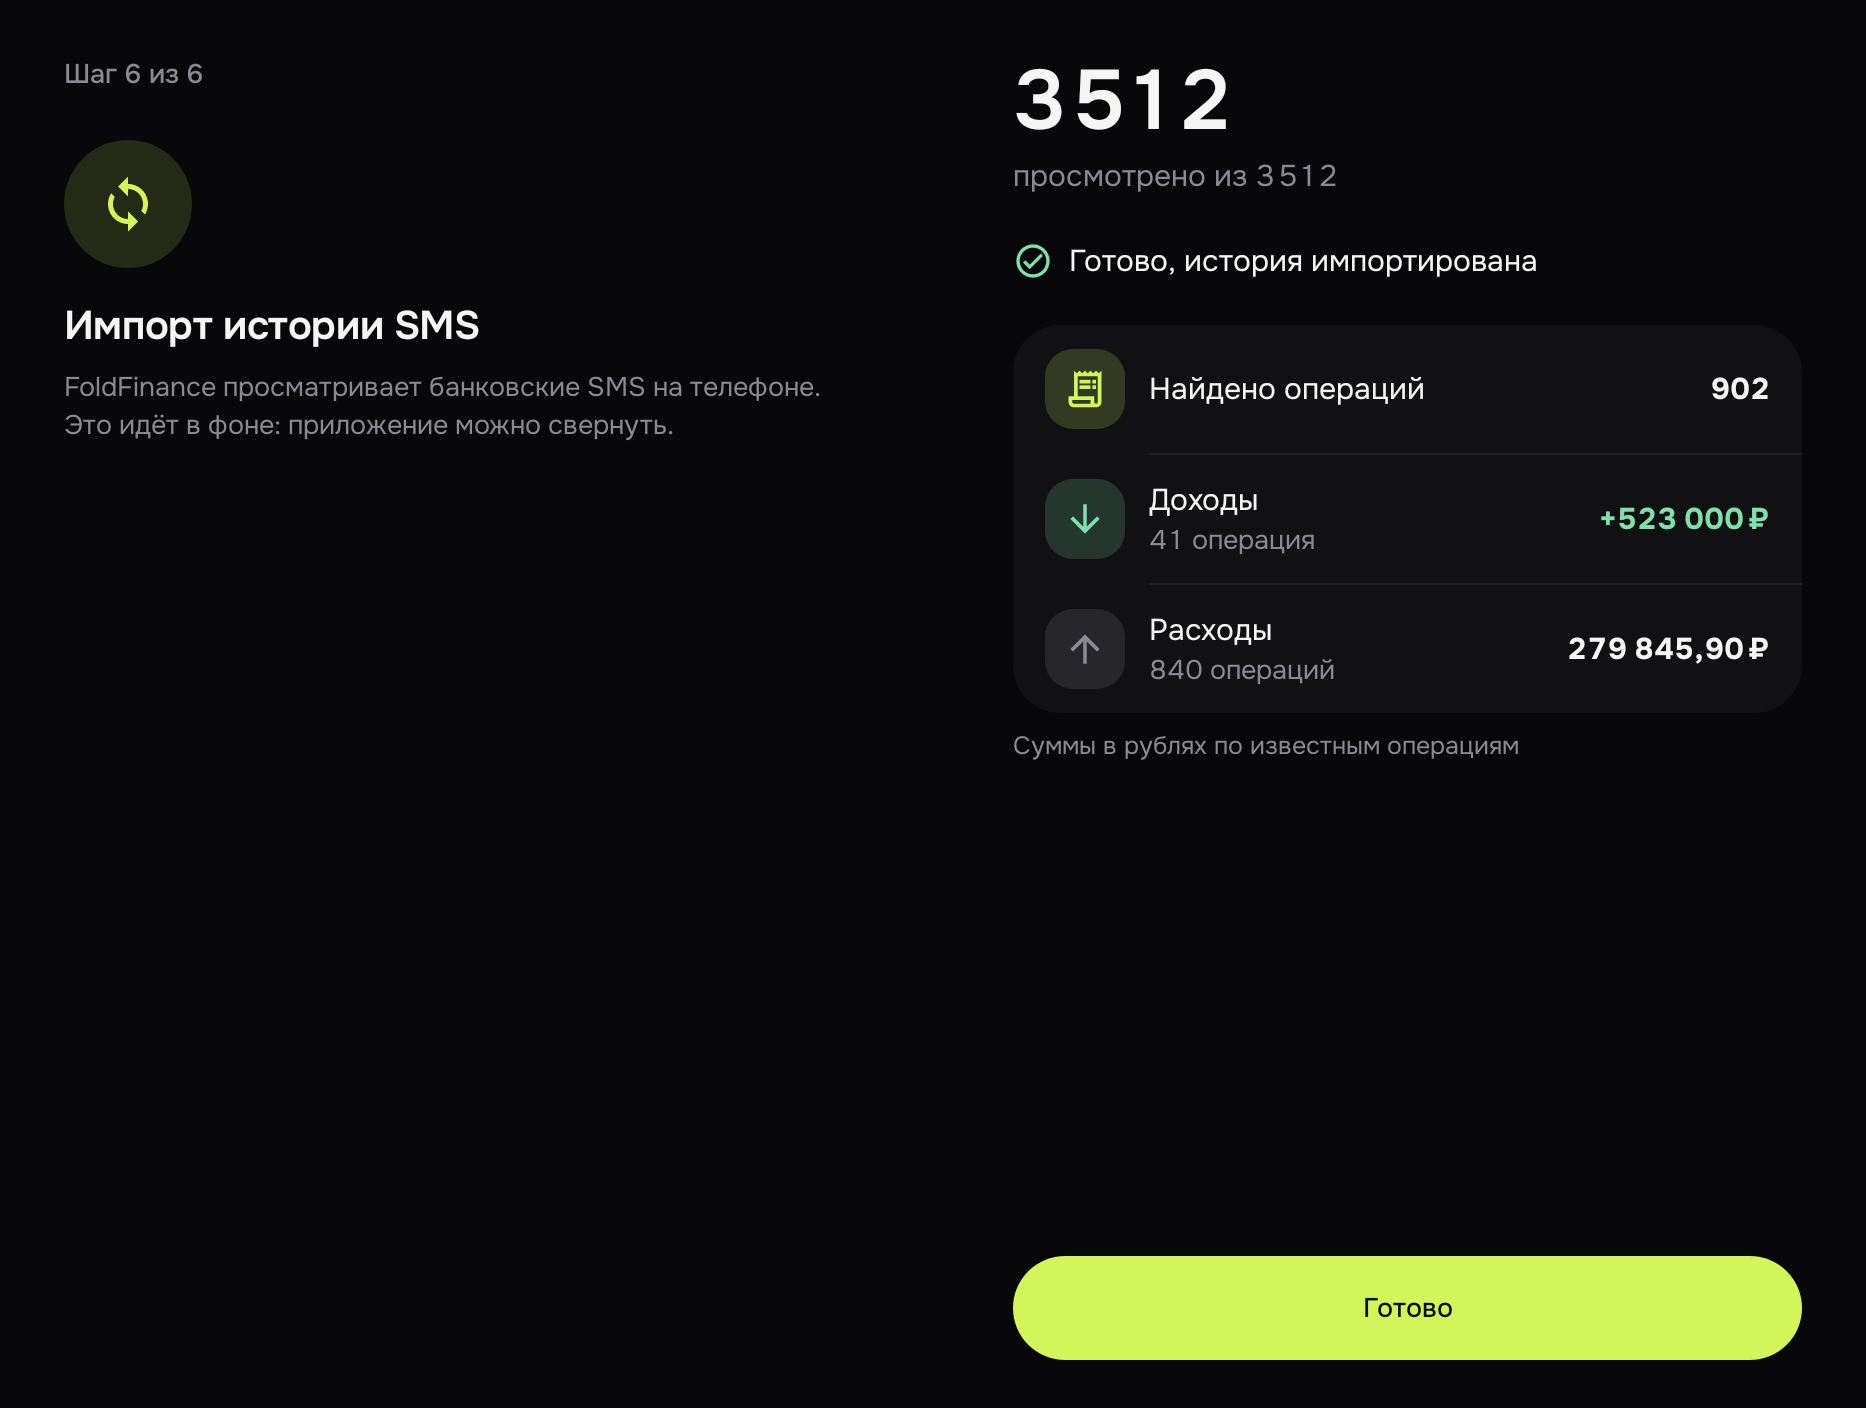 Шаг 6 из 6
Импорт истории SMS
FoldFinance просматривает банковские SMS на телефоне.
Это идёт в фоне: приложение можно свернуть.
3512
просмотрено из 3512
Готово, история импортирована
Найдено операций 902
Доходы
41 операция
+523 000 ₽
Расходы
840 операций
279 845,90 ₽
Суммы в рублях по известным операциям
Готово